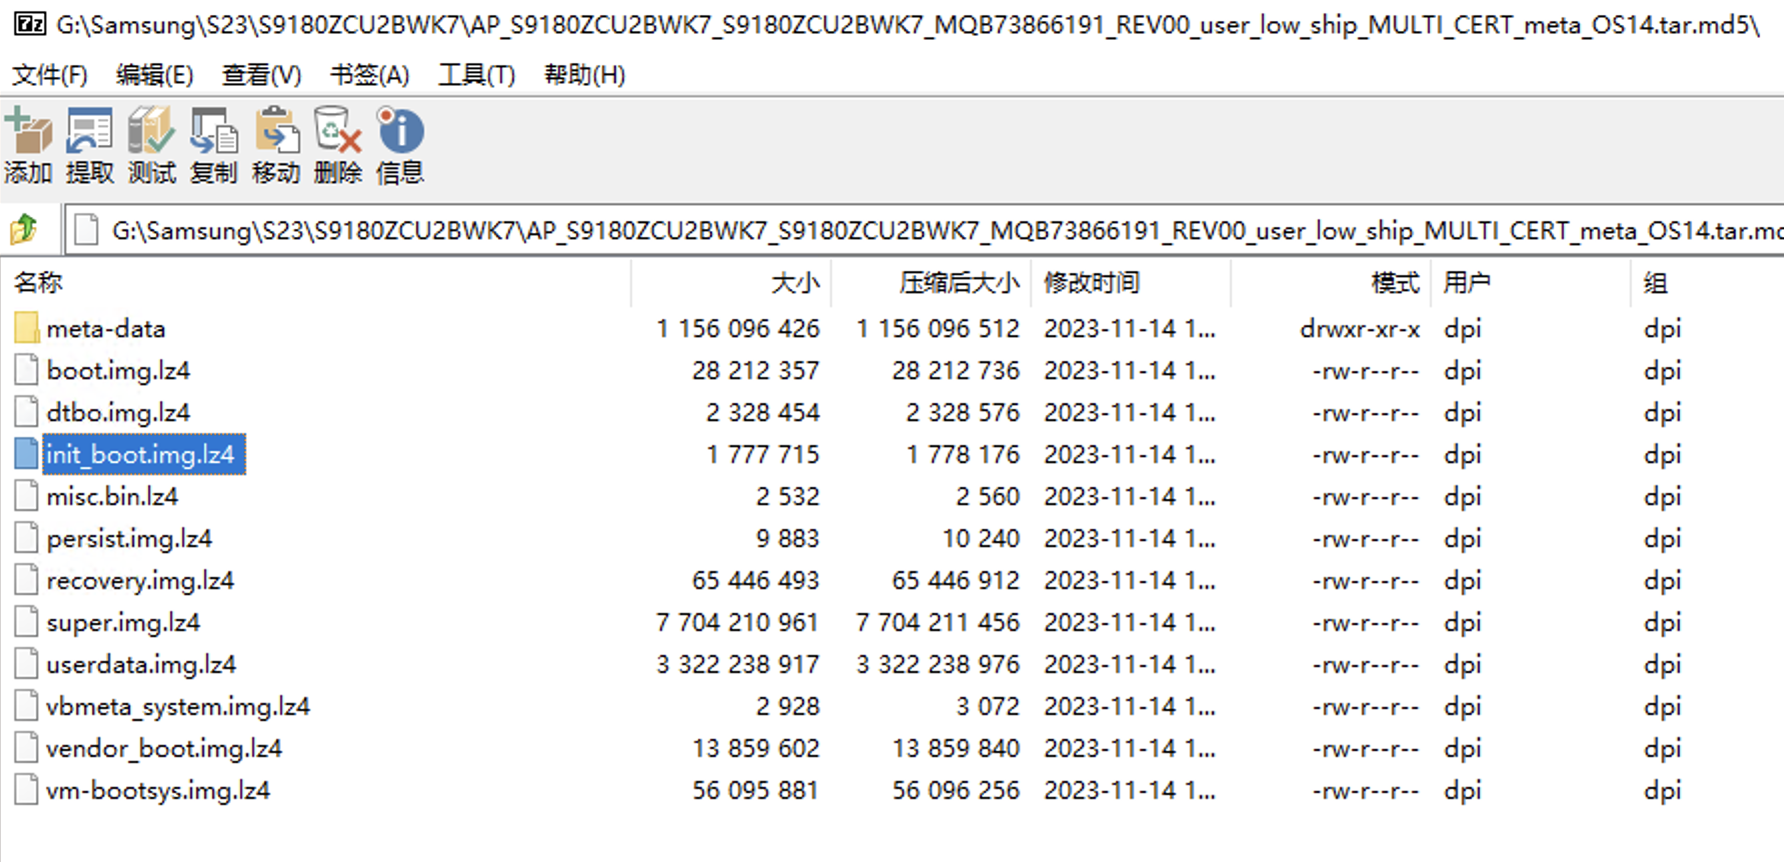 7z G:\Samsung\S23\S9180ZCU2BWK7\AP_S9180ZCU2BWK7_S9180ZCU2BWK7_MQB73866191_REV00_user_low_ship_MULTI_CERT_meta_OS14.tar.md5\
文件(F) 编辑(E) 查看(V) 书签(A) 工具(T) 帮助(H)
添加 提取 测试 复制 移动 删除 信息
G:\Samsung\S23\S9180ZCU2BWK7\AP_S9180ZCU2BWK7_S9180ZCU2BWK7_MQB73866191_REV00_user_low_ship_MULTI_CERT_meta_OS14.tar.md
名称 大小 压缩后大小 修改时间 模式 用户 组
meta-data 1 156 096 426 1 156 096 512 2023-11-14 1... drwxr-xr-x dpi dpi
boot.img.lz4 28 212 357 28 212 736 2023-11-14 1... -rw-r--r-- dpi dpi
dtbo.img.lz4 2 328 454 2 328 576 2023-11-14 1... -rw-r--r-- dpi dpi
init_boot.img.lz4 1 777 715 1 778 176 2023-11-14 1... -rw-r--r-- dpi dpi
misc.bin.lz4 2 532 2 560 2023-11-14 1... -rw-r--r-- dpi dpi
persist.img.lz4 9 883 10 240 2023-11-14 1... -rw-r--r-- dpi dpi
recovery.img.lz4 65 446 493 65 446 912 2023-11-14 1... -rw-r--r-- dpi dpi
super.img.lz4 7 704 210 961 7 704 211 456 2023-11-14 1... -rw-r--r-- dpi dpi
userdata.img.lz4 3 322 238 917 3 322 238 976 2023-11-14 1... -rw-r--r-- dpi dpi
vbmeta_system.img.lz4 2 928 3 072 2023-11-14 1... -rw-r--r-- dpi dpi
vendor_boot.img.lz4 13 859 602 13 859 840 2023-11-14 1... -rw-r--r-- dpi dpi
vm-bootsys.img.lz4 56 095 881 56 096 256 2023-11-14 1... -rw-r--r-- dpi dpi